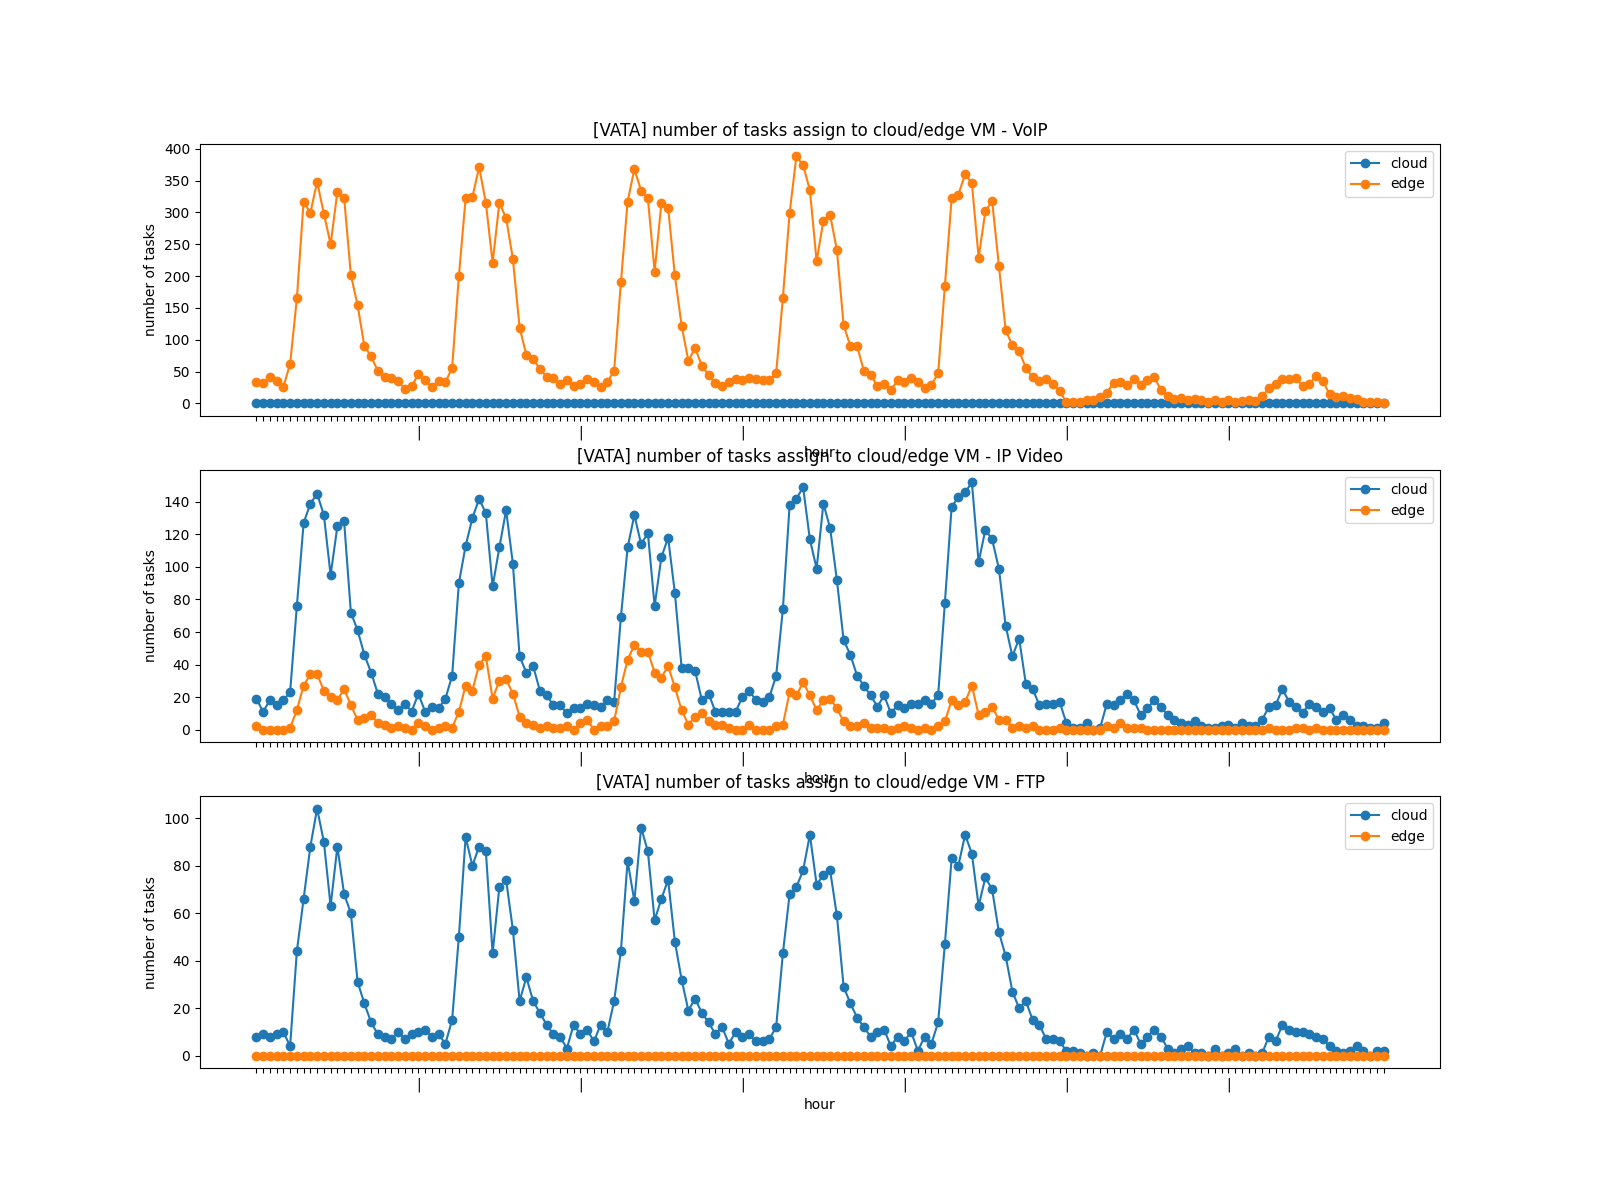 [VATA] number of tasks assign to cloud/edge VM - VoIP
400
350
300
250
200
150
100
50
0
number of tasks
cloud
edge
| | | | | |
hour
[VATA] number of tasks assign to cloud/edge VM - IP Video
140
120
100
80
60
40
20
0
number of tasks
cloud
edge
| | | | | |
hour
[VATA] number of tasks assign to cloud/edge VM - FTP
100
80
60
40
20
0
number of tasks
cloud
edge
| | | | | |
hour